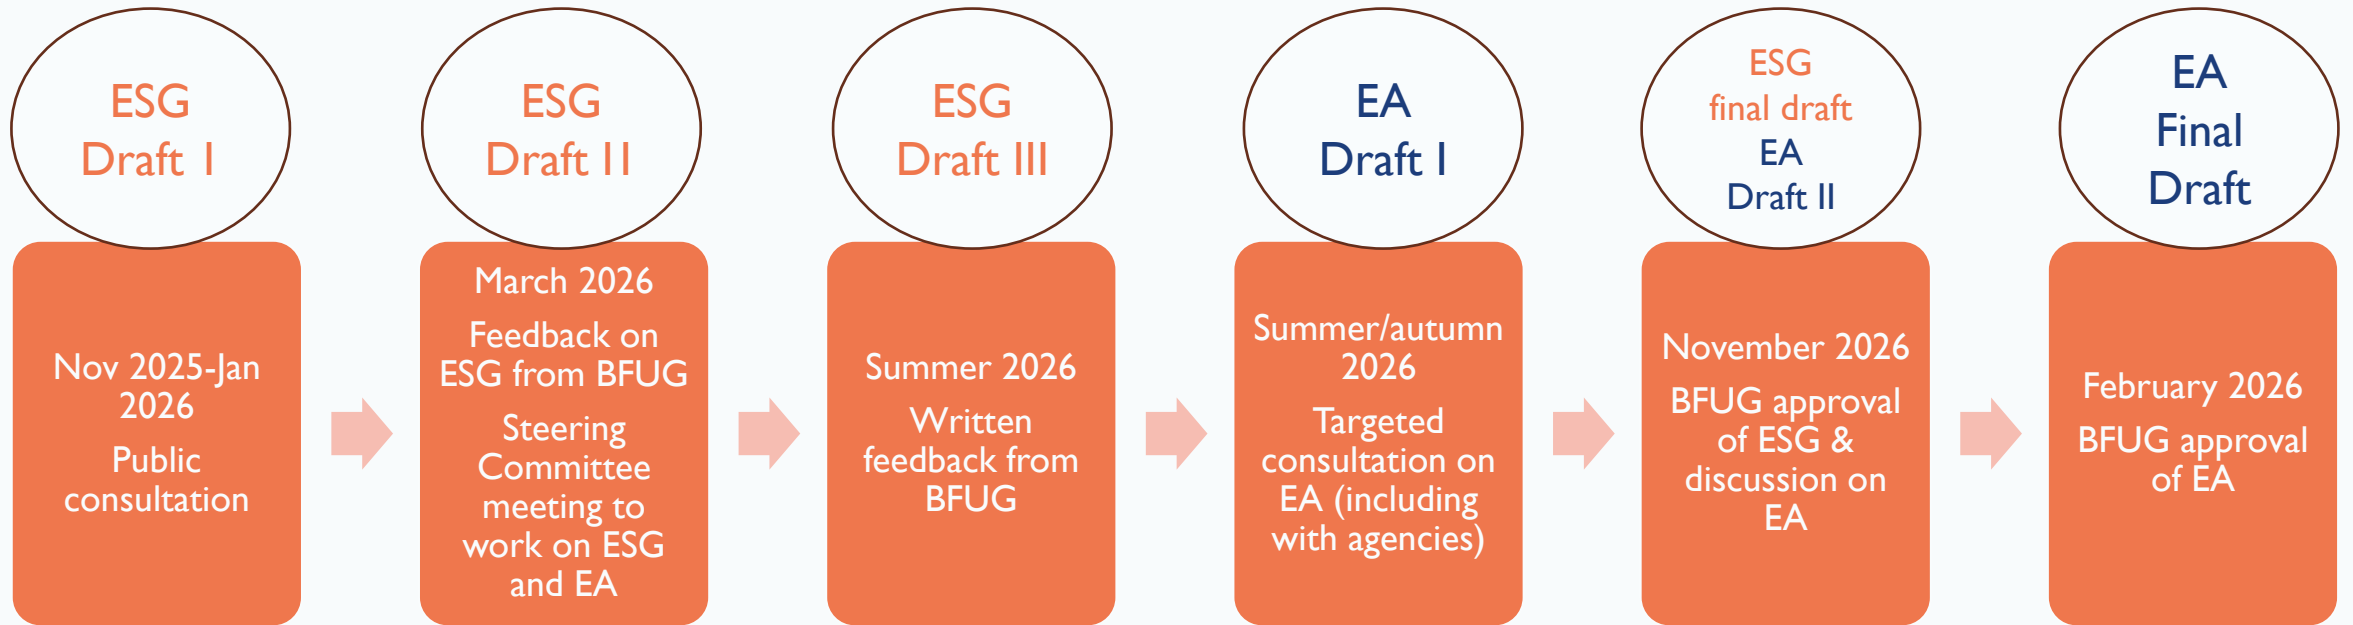 ESG
Draft 1
Nov 2025-Jan
2026
Public
consultation
ESG
Draft 11
March 2026
Feedback on
ESG from BFUG
Steering
Committee
meeting to
work on ESG
and EA
ESG
Draft III
Summer 2026
Written
feedback from
BFUG
EA
Draft I
Summer/autumn
2026
Targeted
consultation on
EA (including
with agencies)
ESG
final draft
EA
Draft II
November 2026
BFUG approval
of ESG &
discussion on
EA
EA
Final
Draft
February 2026
BFUG approval
of EA